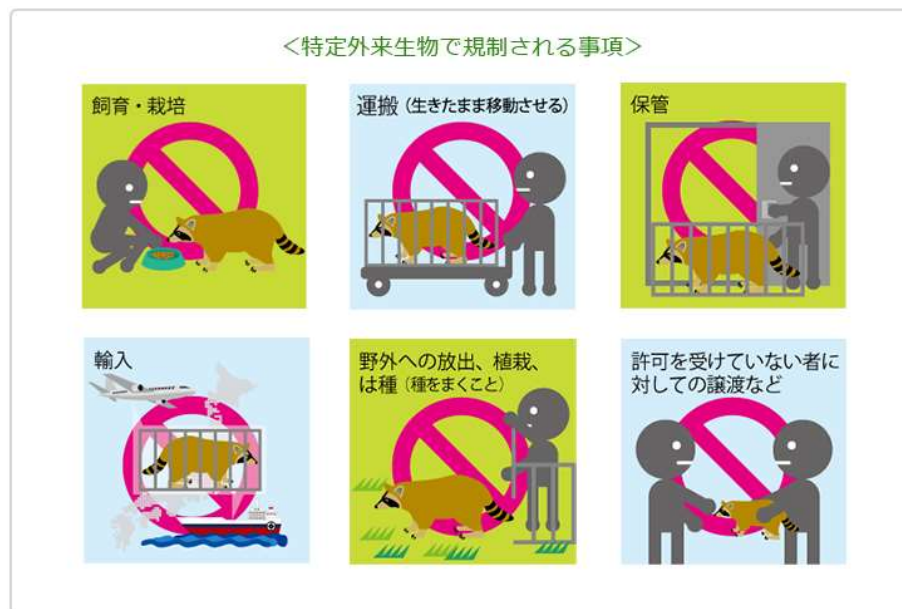 ＜特定外来生物で規制される事項＞
飼育・栽培
運搬（生きたまま移動させる）
保管
輸入
野外への放出、植栽、
は種（種をまくこと）
許可を受けていない者に
対しての譲渡など